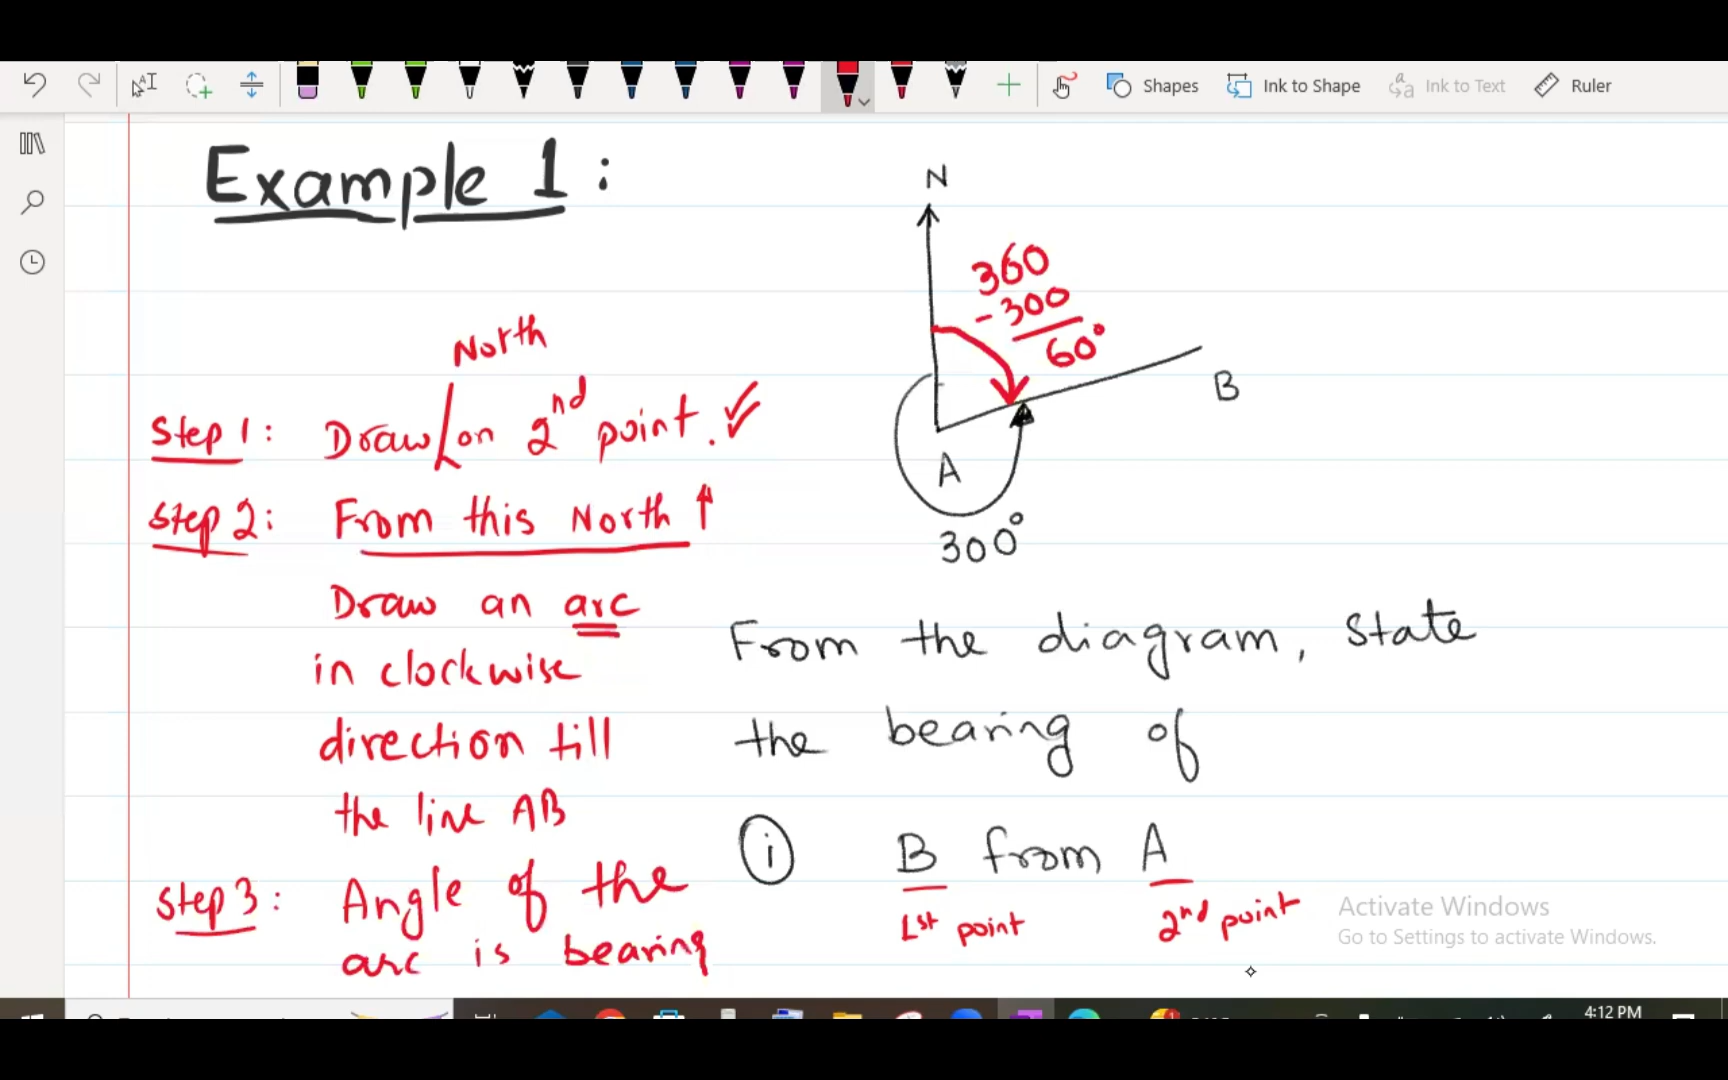 Shapes
Ink to Shape
Ink to Text
Ruler
Example 1:
N
360
-300
60°
B
A
300°
North
Step 1: Draw on 2nd point.
Step 2: From this North
Draw an arc
in clockwise
direction till
the line AB
Step 3: Angle of the
arc is bearing
From the diagram, state
the bearing of
i B from A
1st point
2nd point
Activate Windows
Go to Settings to activate Windows.
4:12 PM